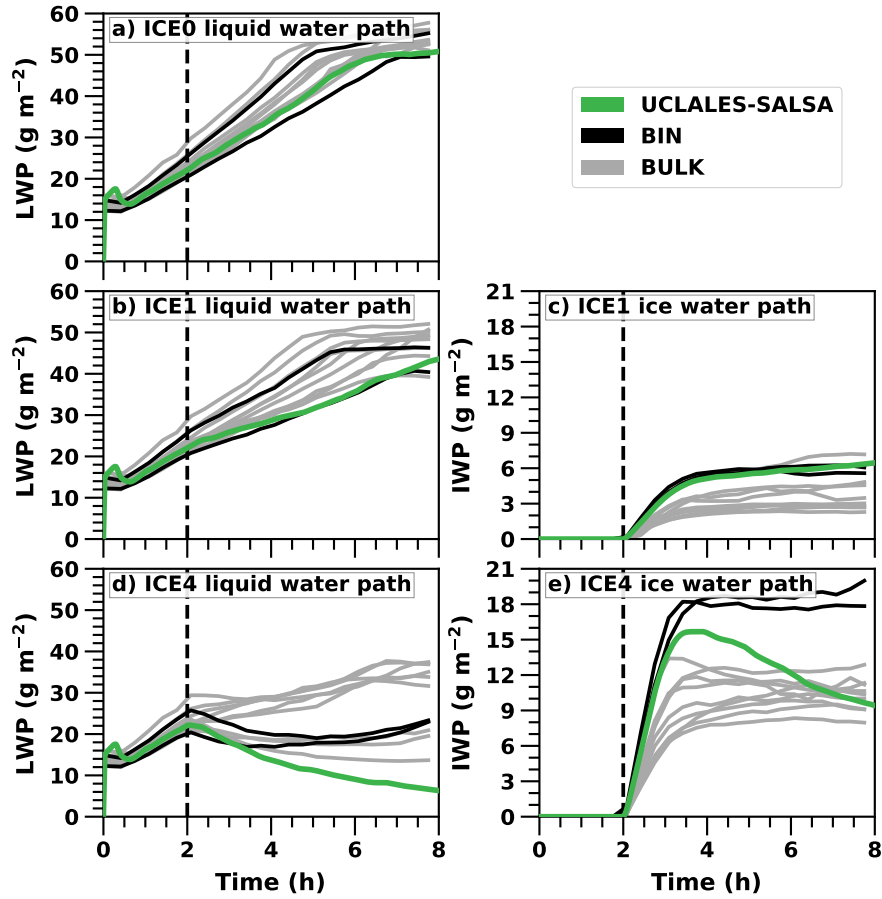 a) ICE0 liquid water path
LWP (g m−2)
60
50
40
30
20
10
0
UCLALES-SALSA
BIN
BULK
b) ICE1 liquid water path
LWP (g m−2)
60
50
40
30
20
10
0
c) ICE1 ice water path
IWP (g m−2)
21
18
15
12
9
6
3
0
d) ICE4 liquid water path
LWP (g m−2)
60
50
40
30
20
10
0
0 2 4 6 8
Time (h)
e) ICE4 ice water path
IWP (g m−2)
21
18
15
12
9
6
3
0
0 2 4 6 8
Time (h)